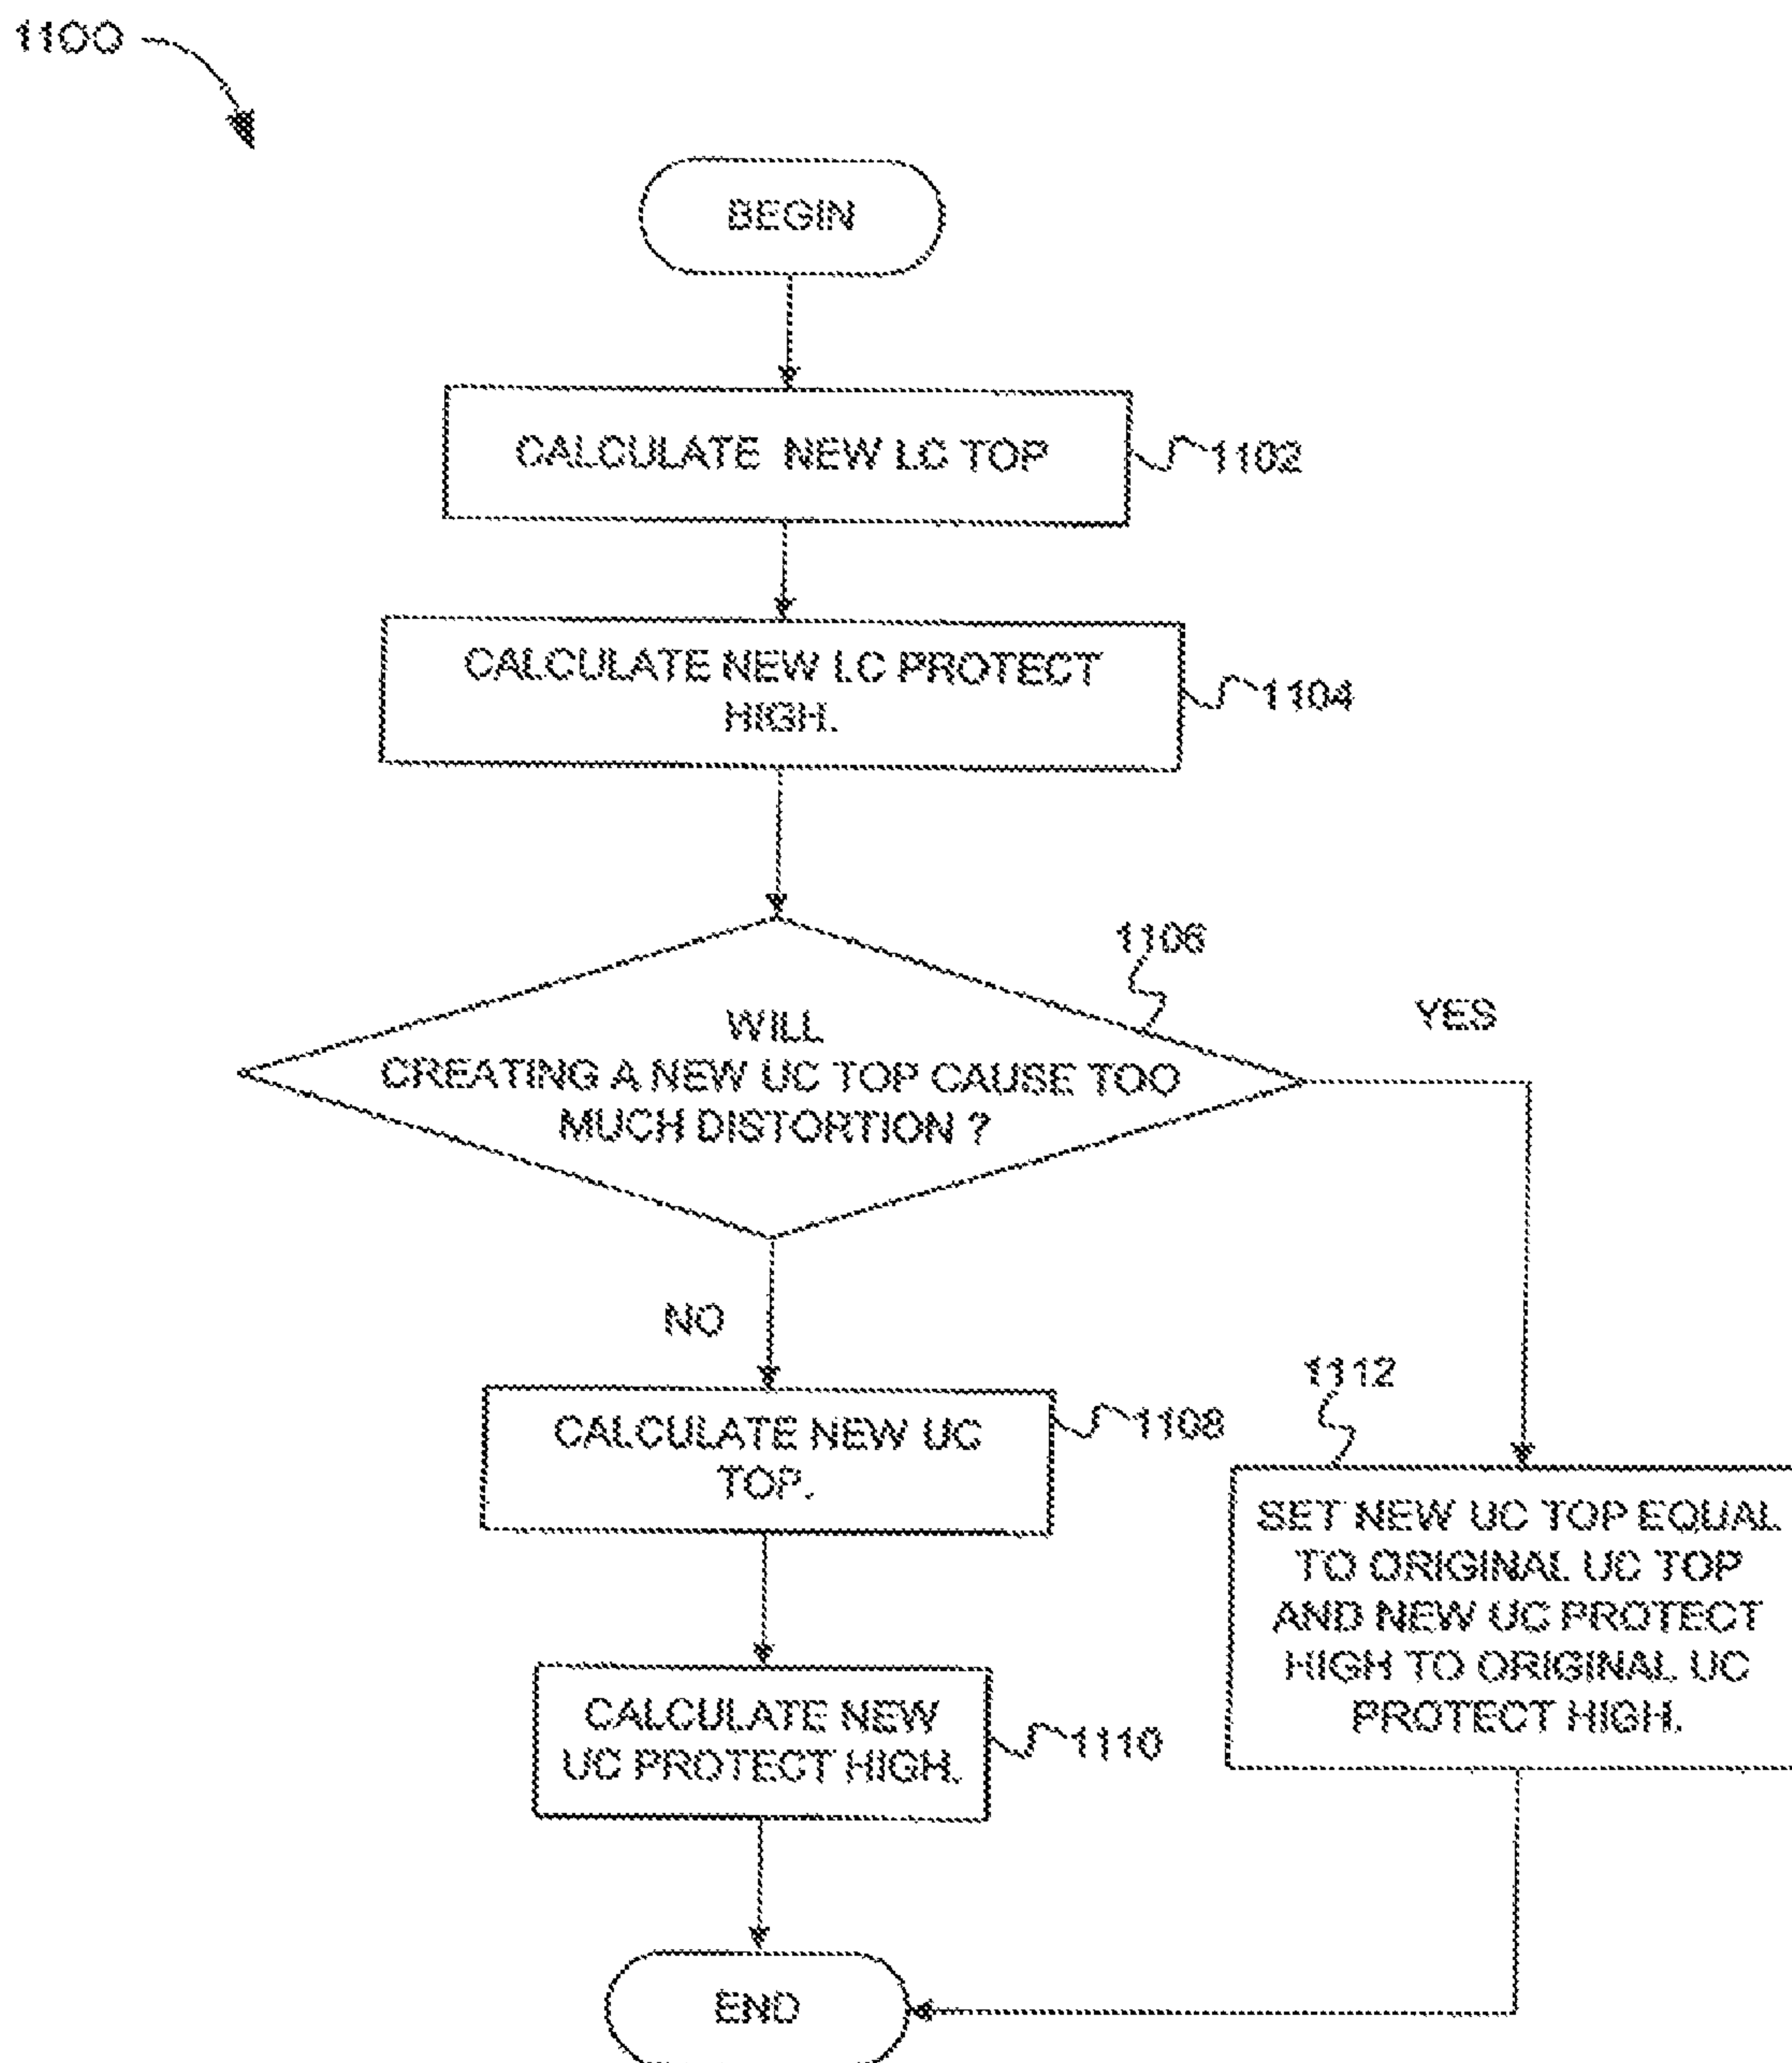 1100
BEGIN
CALCULATE NEW LC TOP
1102
CALCULATE NEW LC PROTECT
HIGH.
1104
1106
WILL
CREATING A NEW UC TOP CAUSE TOO
MUCH DISTORTION ?
YES
NO
CALCULATE NEW UC
TOP.
1108
1112
SET NEW UC TOP EQUAL
TO ORIGINAL UC TOP
AND NEW UC PROTECT
HIGH TO ORIGINAL UC
PROTECT HIGH.
CALCULATE NEW
UC PROTECT HIGH.
1110
END